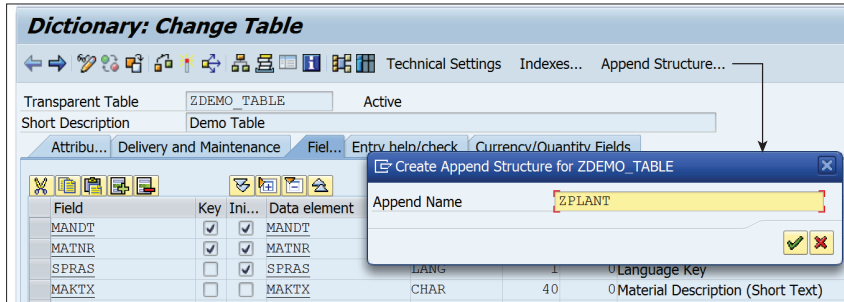 Dictionary: Change Table
Technical Settings Indexes... Append Structure...
Transparent Table ZDEMO_TABLE Active
Short Description Demo Table
Attribu... Delivery and Maintenance Fiel... Entry help/check Currency/Quantity Fields
Create Append Structure for ZDEMO_TABLE
Append Name ZPLANT
Field Key Ini... Data element
MANDT MANDT
MATNR MATNR
SPRAS SPRAS LANG 1 0 Language Key
MAKTX MAKTX CHAR 40 0 Material Description (Short Text)